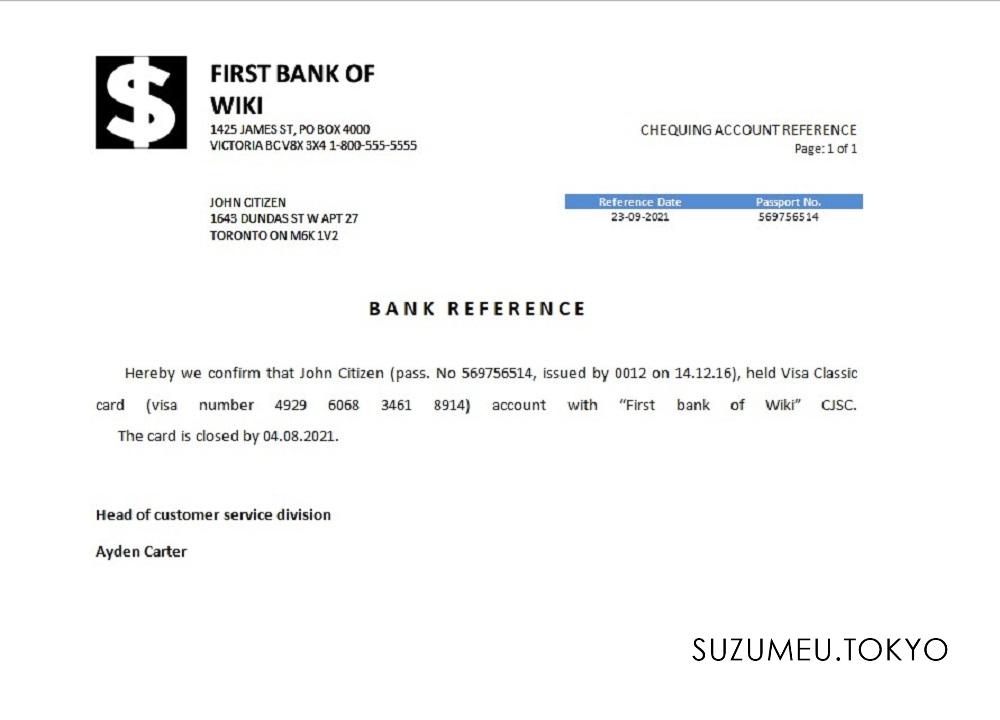 FIRST BANK OF
WIKI
1425 JAMES ST, PO BOX 4000
VICTORIA BC V8X 3X4 1-800-555-5555
CHEQUING ACCOUNT REFERENCE
Page: 1 of 1
JOHN CITIZEN
1643 DUNDAS ST W APT 27
TORONTO ON M6K 1V2
Reference Date Passport No.
23-09-2021 569756514
BANK REFERENCE
Hereby we confirm that John Citizen (pass. No 569756514, issued by 0012 on 14.12.16), held Visa Classic
card (visa number 4929 6068 3461 8914) account with “First bank of Wiki” CJSC.
The card is closed by 04.08.2021.
Head of customer service division
Ayden Carter
SUZUMEU.TOKYO